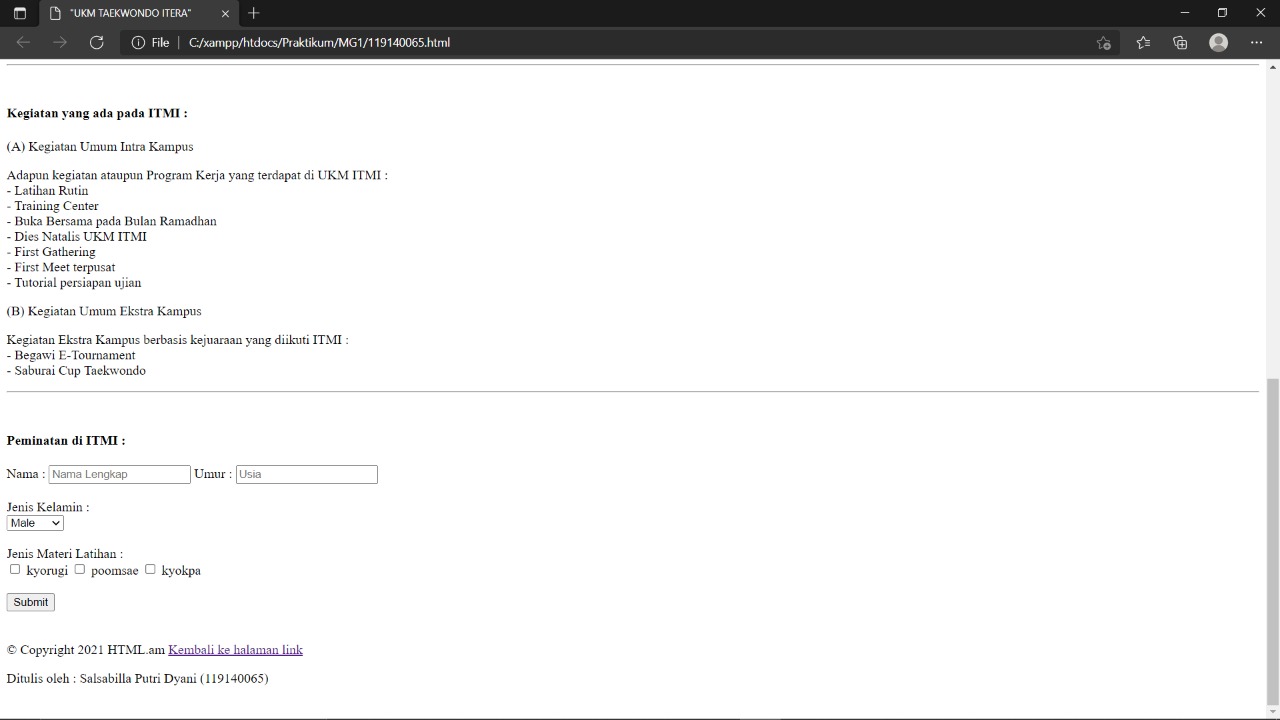 "UKM TAEKWONDO ITERA"
File
C:/xampp/htdocs/Praktikum/MG1/119140065.html
Kegiatan yang ada pada ITMI :
(A) Kegiatan Umum Intra Kampus
Adapun kegiatan ataupun Program Kerja yang terdapat di UKM ITMI :
- Latihan Rutin
- Training Center
- Buka Bersama pada Bulan Ramadhan
- Dies Natalis UKM ITMI
- First Gathering
- First Meet terpusat
- Tutorial persiapan ujian
(B) Kegiatan Umum Ekstra Kampus
Kegiatan Ekstra Kampus berbasis kejuaraan yang diikuti ITMI :
- Begawi E-Tournament
- Saburai Cup Taekwondo
Peminatan di ITMI :
Nama : Nama Lengkap Umur : Usia
Jenis Kelamin :
Male
Jenis Materi Latihan :
kyorugi poomsae kyokpa
Submit
© Copyright 2021 HTML.am Kembali ke halaman link
Ditulis oleh : Salsabilla Putri Dyani (119140065)